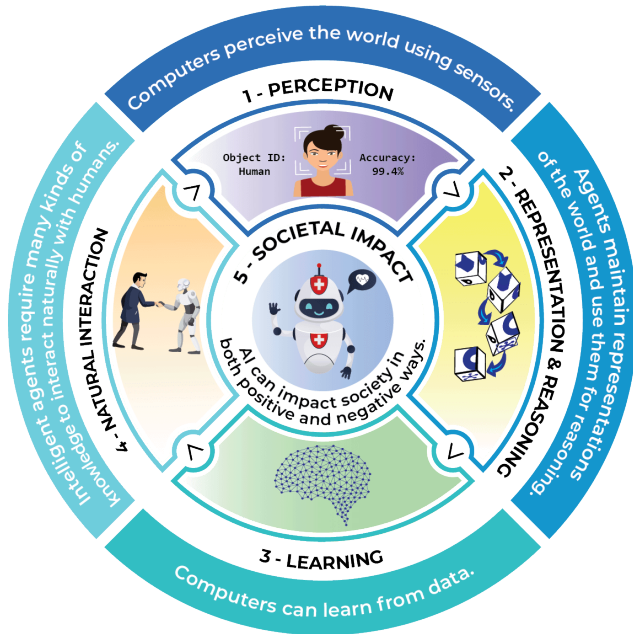 Computers perceive the world using sensors.
1 - PERCEPTION
Object ID:
Human
Accuracy:
99.4%
2 - REPRESENTATION & REASONING
Agents maintain representations
of the world and use them for reasoning.
3 - LEARNING
Computers can learn from data.
4 - NATURAL INTERACTION
Intelligent agents require many kinds of
knowledge to interact naturally with humans.
5 - SOCIETAL IMPACT
AI can impact society in
both positive and negative ways.